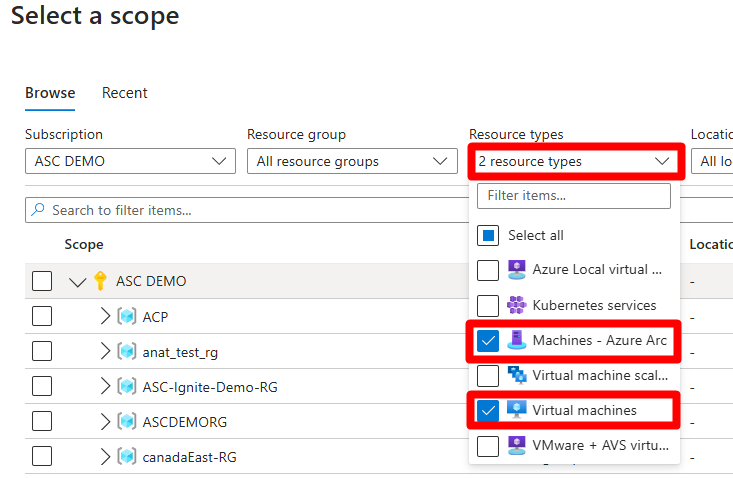 Select a scope
Browse Recent
Subscription Resource group Resource types Locatio
ASC DEMO All resource groups 2 resource types All lo
Filter items...
Search to filter items...
Select all
Scope Locatio
Azure Local virtual ...
ASC DEMO -
Kubernetes services
ACP -
Machines - Azure Arc
anat_test_rg -
Virtual machine scal...
ASC-Ignite-Demo-RG -
Virtual machines
ASCDEMORG -
VMware + AVS virtu...
canadaEast-RG -